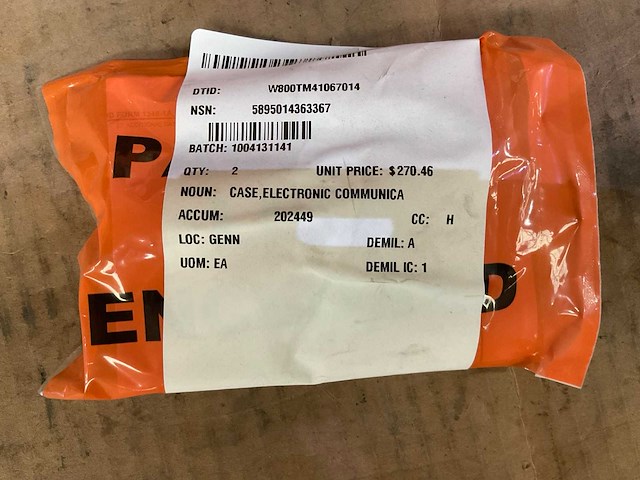 DTID: W800TM41067014
NSN: 5895014363367
BATCH: 1004131141
QTY: 2 UNIT PRICE: $270.46
NOUN: CASE,ELECTRONIC COMMUNICA
ACCUM: 202449 CC: H
LOC: GENN DEMIL: A
UOM: EA DEMIL IC: 1